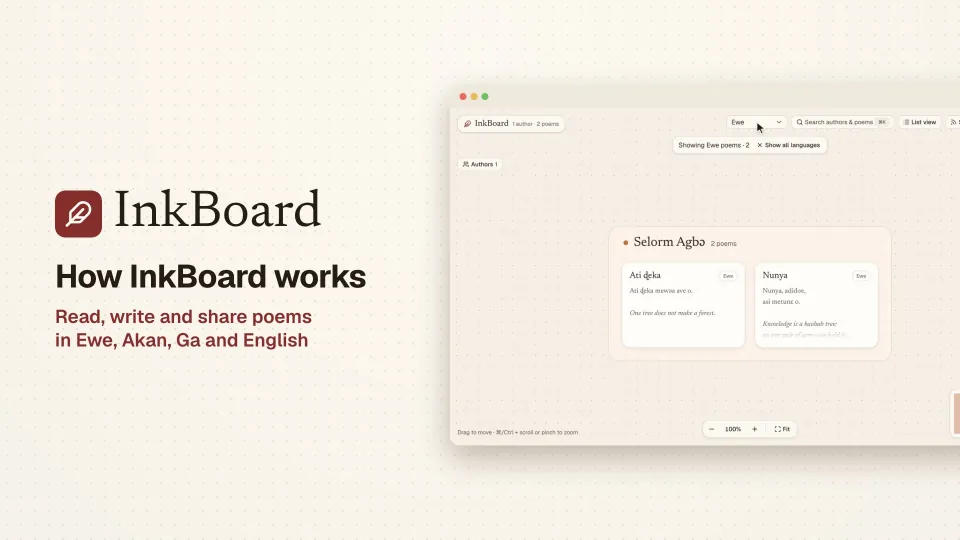 InkBoard
How InkBoard works
Read, write and share poems
in Ewe, Akan, Ga and English
InkBoard 1 author · 2 poems
Ewe
Search authors & poems ⌘K
List view
Showing Ewe poems · 2 × Show all languages
Authors 1
Selorm Agbɔ 2 poems
Ati ɖeka Ewe
Ati ɖeka mewɔa ave o.
One tree does not make a forest.
Nunya Ewe
Nunya, adidoe,
asi metunɛ o.
Knowledge is a baobab tree
Drag to move · ⌘/Ctrl + scroll or pinch to zoom
− 100% + Fit